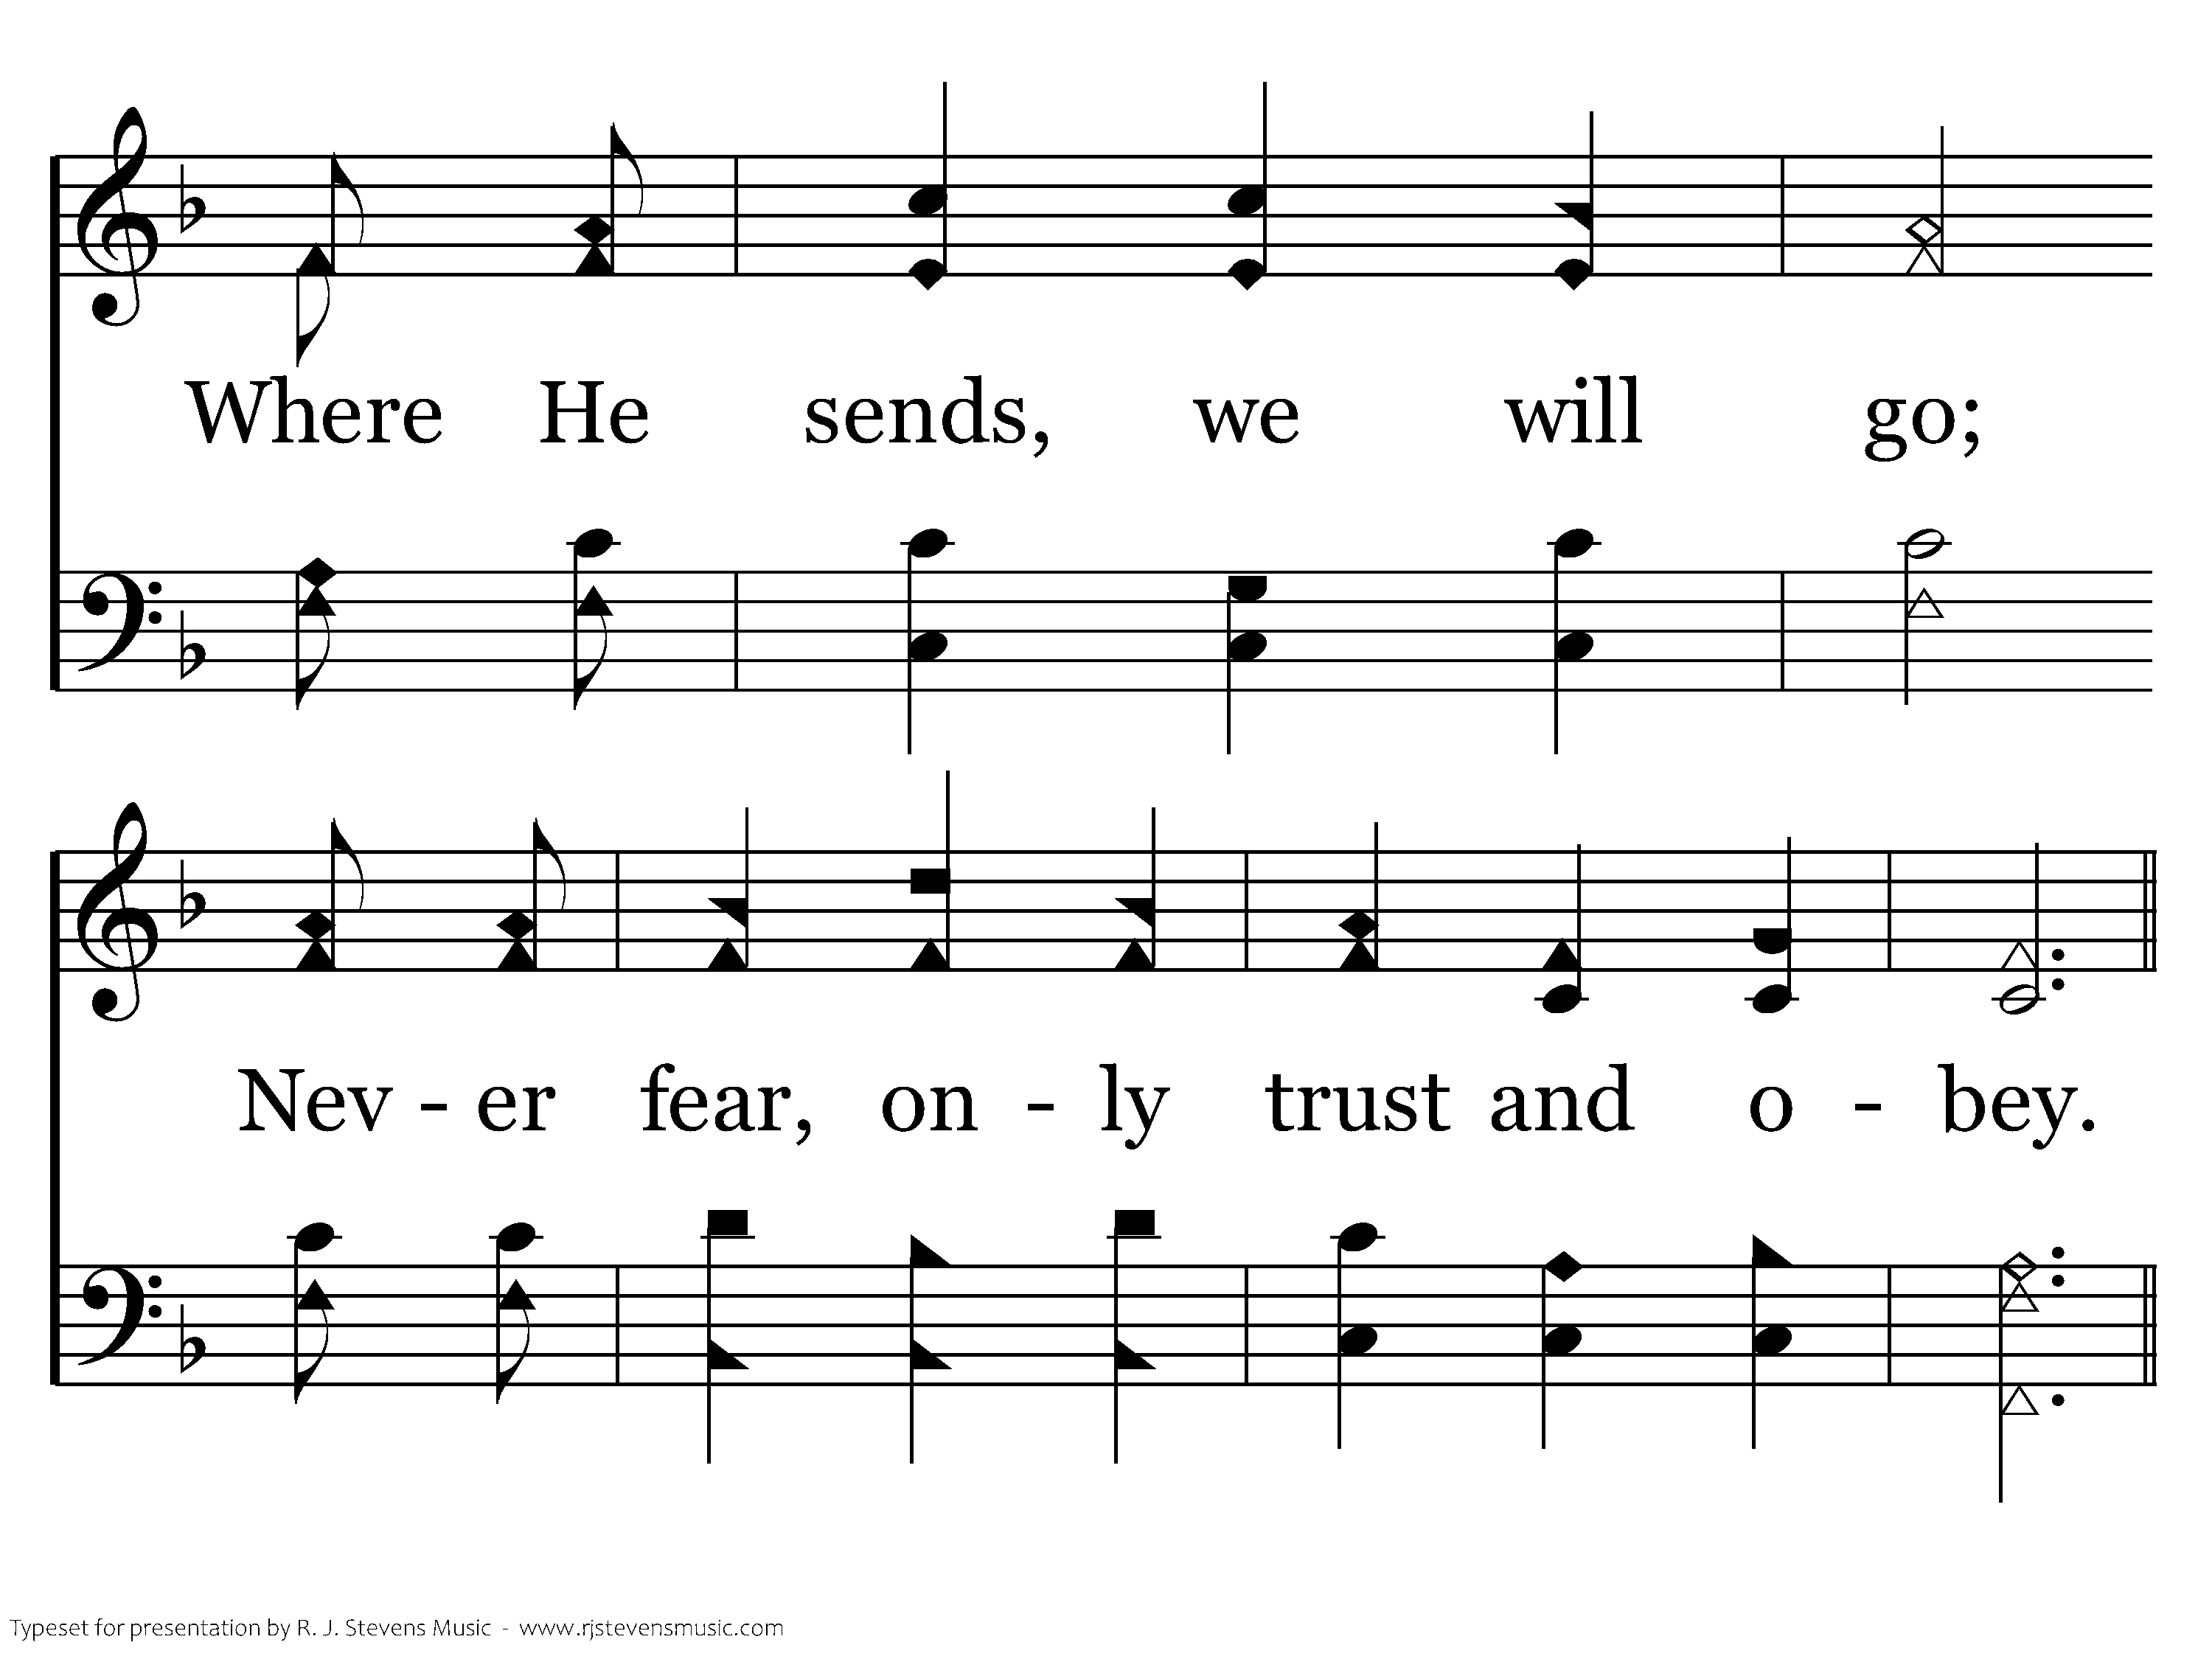 Where He sends, we will go;
Nev - er fear, on - ly trust and o - bey.
Typeset for presentation by R. J. Stevens Music - www.rjstevensmusic.com